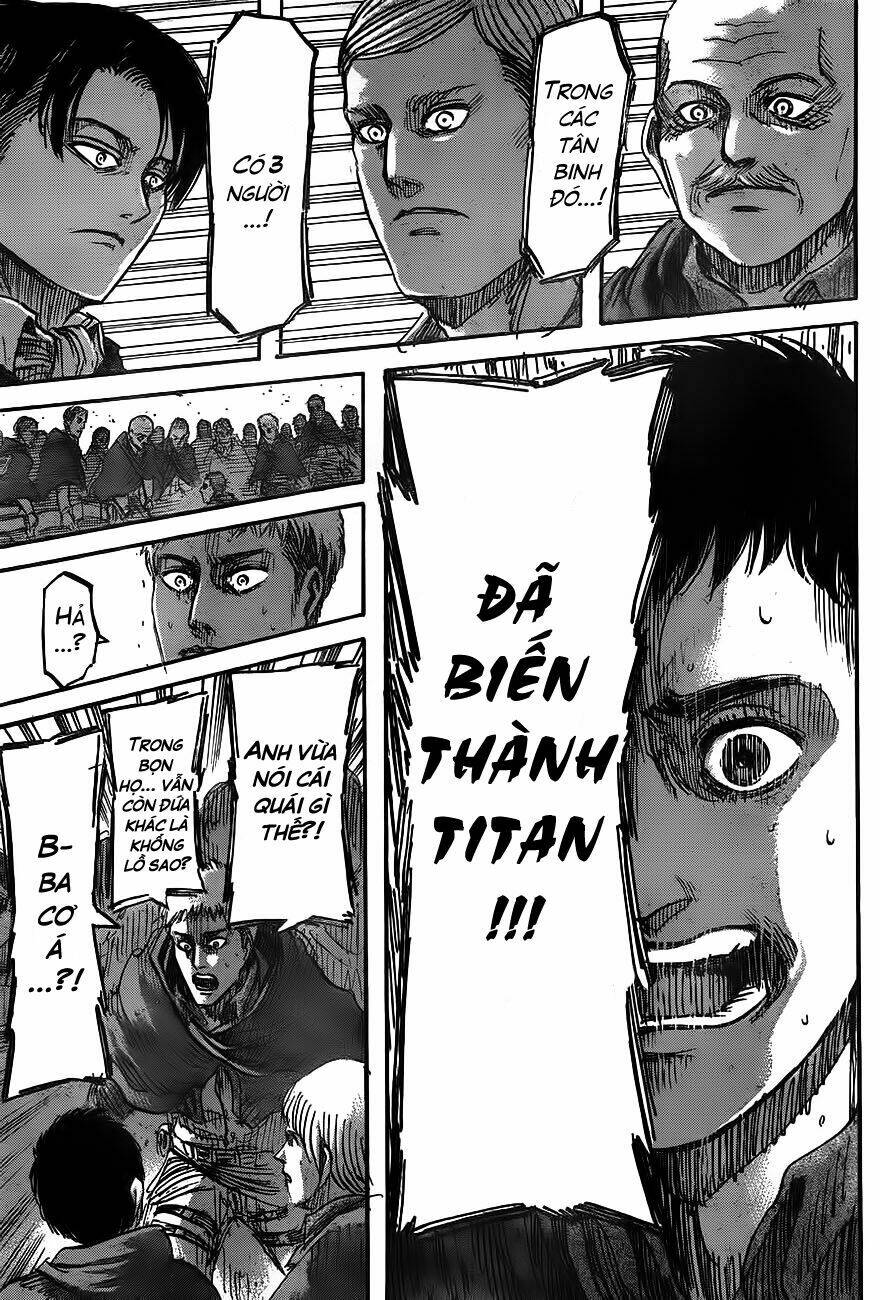 TRONG
CÁC
TÂN
BINH
ĐÓ...!
CÓ 3
NGƯỜI
...!
ĐÃ
BIẾN
THÀNH
TITAN
!!!
HẢ
...?
ANH VỪA
NÓI CÁI
QUÁI GÌ
THẾ?!
TRONG
BỌN
HỌ... VẪN
CÒN ĐỨA
KHÁC LÀ
KHỔNG
LỒ SAO?
B-
BA
CƠ
Á
...?!